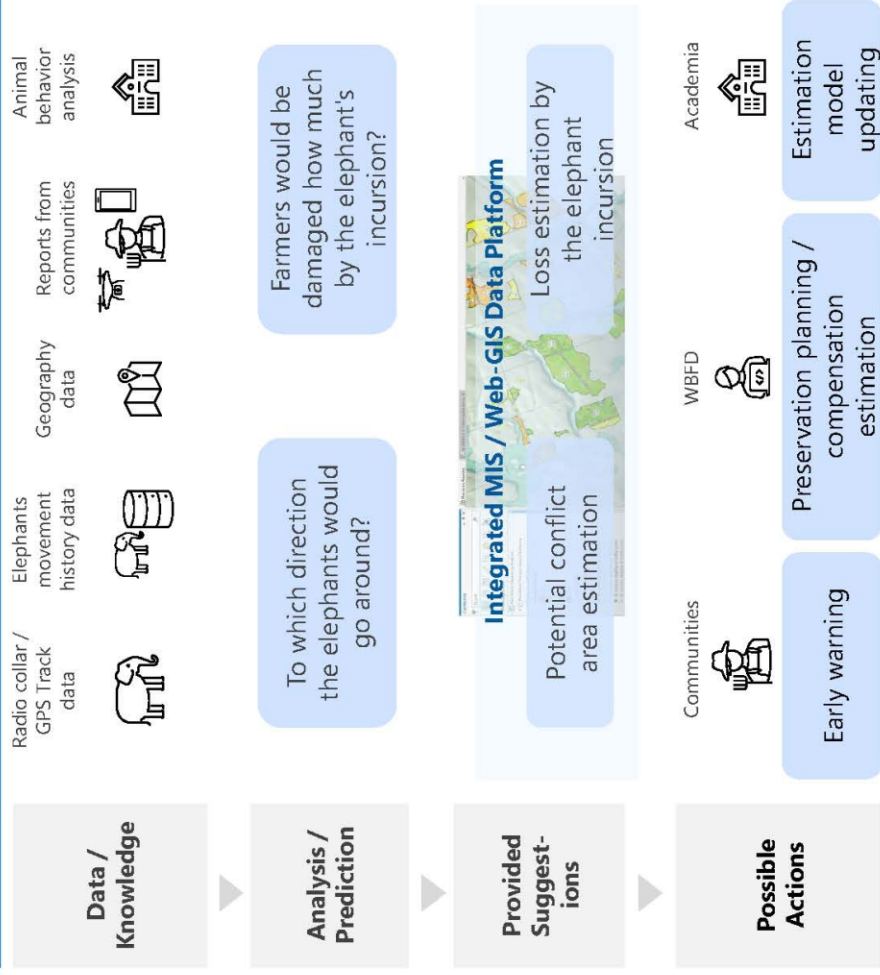 Data /
Knowledge
Radio collar /
GPS Track
data
Elephants
movement
history data
Geography
data
Reports from
communities
Animal
behavior
analysis
Analysis /
Prediction
To which direction
the elephants would
go around?
Farmers would be
damaged how much
by the elephant's
incursion?
Provided
Suggest-
ions
Integrated MIS / Web-GIS Data Platform
Potential conflict
area estimation
Loss estimation by
the elephant
incursion
Possible
Actions
Communities
Early warning
WBFD
Preservation planning /
compensation
estimation
Academia
Estimation
model
updating